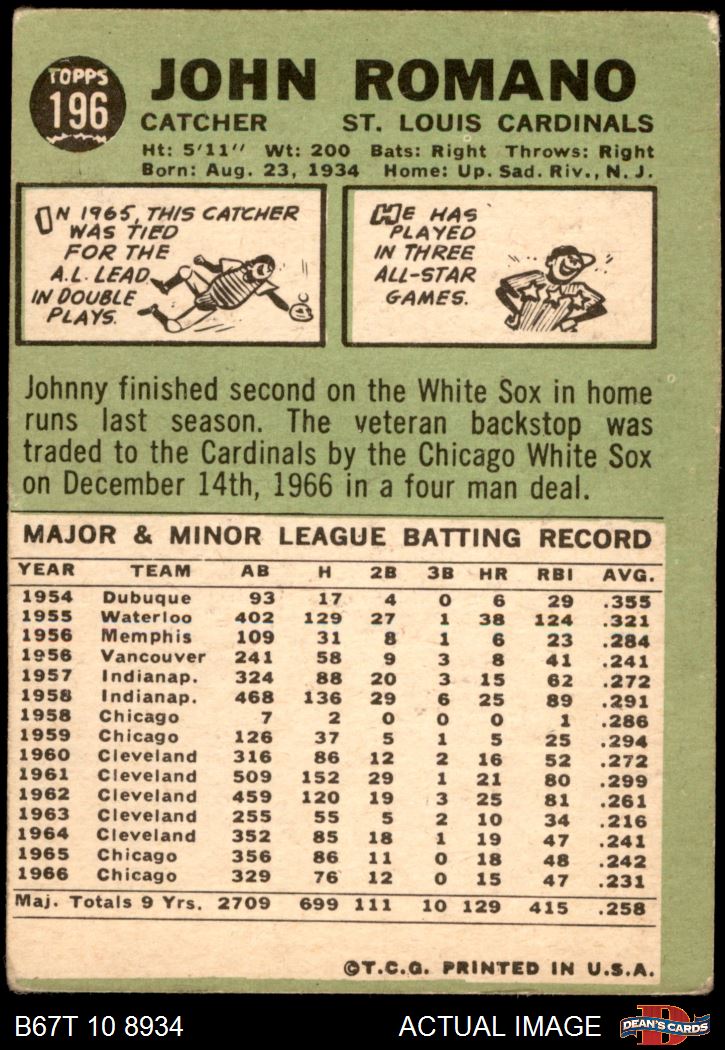 TOPPS
196
JOHN ROMANO
CATCHER ST. LOUIS CARDINALS
Ht: 5'11" Wt: 200 Bats: Right Throws: Right
Born: Aug. 23, 1934 Home: Up. Sad. Riv., N. J.
IN 1965, THIS CATCHER
WAS TIED
FOR THE
A.L. LEAD
IN DOUBLE
PLAYS.
HE HAS
PLAYED
IN THREE
ALL-STAR
GAMES.
Johnny finished second on the White Sox in home
runs last season. The veteran backstop was
traded to the Cardinals by the Chicago White Sox
on December 14th, 1966 in a four man deal.
MAJOR & MINOR LEAGUE BATTING RECORD
YEAR TEAM AB H 2B 3B HR RBI AVG.
1954 Dubuque 93 17 4 0 6 29 .355
1955 Waterloo 402 129 27 1 38 124 .321
1956 Memphis 109 31 8 1 6 23 .284
1956 Vancouver 241 58 9 3 8 41 .241
1957 Indianap. 324 88 20 3 15 62 .272
1958 Indianap. 468 136 29 6 25 89 .291
1958 Chicago 7 2 0 0 0 1 .286
1959 Chicago 126 37 5 1 5 25 .294
1960 Cleveland 316 86 12 2 16 52 .272
1961 Cleveland 509 152 29 1 21 80 .299
1962 Cleveland 459 120 19 3 25 81 .261
1963 Cleveland 255 55 5 2 10 34 .216
1964 Cleveland 352 85 18 1 19 47 .241
1965 Chicago 356 86 11 0 18 48 .242
1966 Chicago 329 76 12 0 15 47 .231
Maj. Totals 9 Yrs. 2709 699 111 10 129 415 .258
©T.C.G. PRINTED IN U.S.A.
B67T 10 8934 ACTUAL IMAGE
DEAN'S CARDS